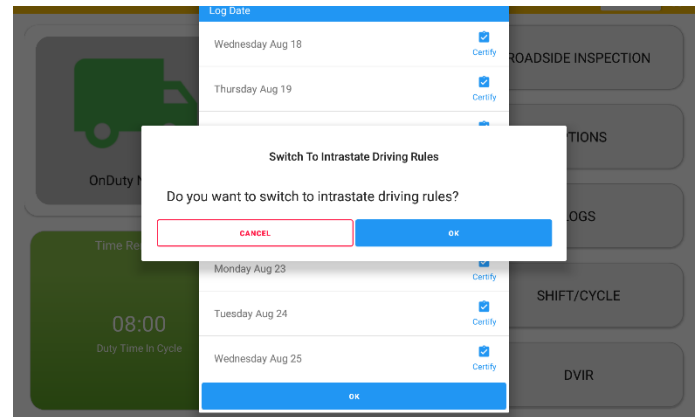 Log Date
Wednesday Aug 18
Certify
ROADSIDE INSPECTION
Thursday Aug 19
Certify
Switch To Intrastate Driving Rules
OnDuty
Do you want to switch to intrastate driving rules?
CANCEL
OK
LOGS
Time
Monday Aug 23
Certify
SHIFT/CYCLE
Tuesday Aug 24
Certify
08:00
Duty Time In Cycle
Wednesday Aug 25
Certify
DVIR
OK